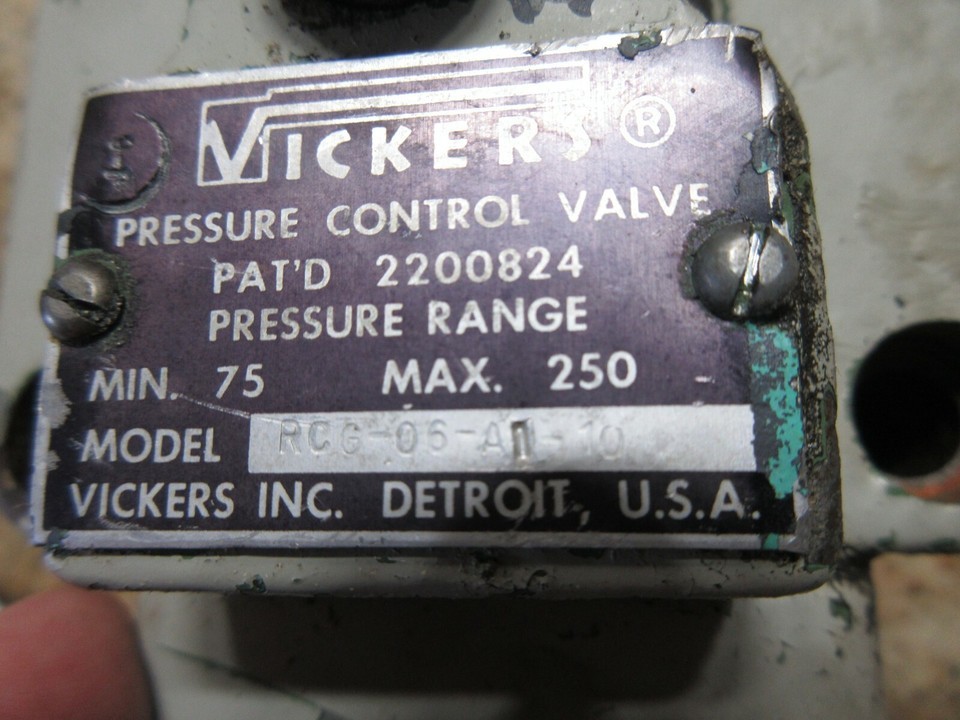 VICKERS®
PRESSURE CONTROL VALVE
PAT'D 2200824
PRESSURE RANGE
MIN. 75 MAX. 250
MODEL
VICKERS INC. DETROIT, U.S.A.